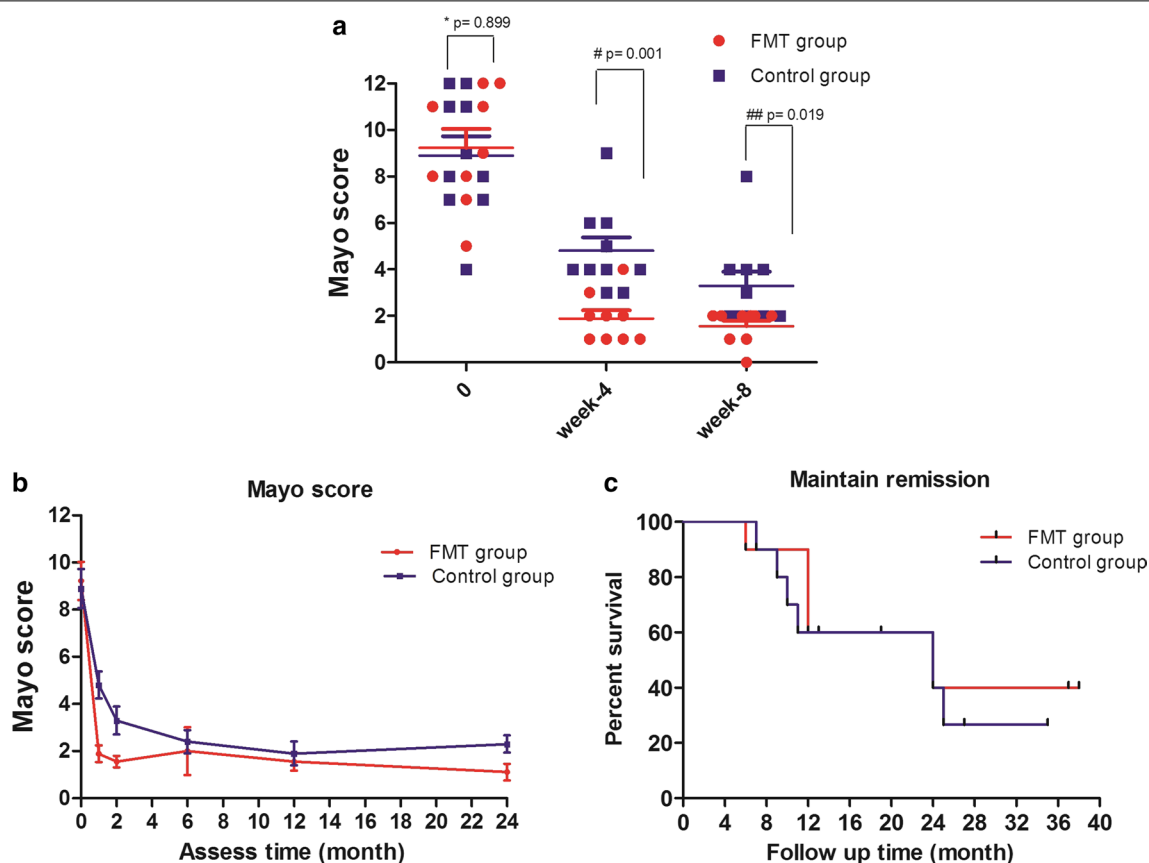 a
* p= 0.899
# p= 0.001
## p= 0.019
FMT group
Control group
Mayo score
12
10
8
6
4
2
0
0
week-4
week-8
b
Mayo score
FMT group
Control group
Mayo score
12
10
8
6
4
2
0
0 2 4 6 8 10 12 14 16 18 20 22 24
Assess time (month)
c
Maintain remission
FMT group
Control group
Percent survival
100
80
60
40
20
0
0 4 8 12 16 20 24 28 32 36 40
Follow up time (month)